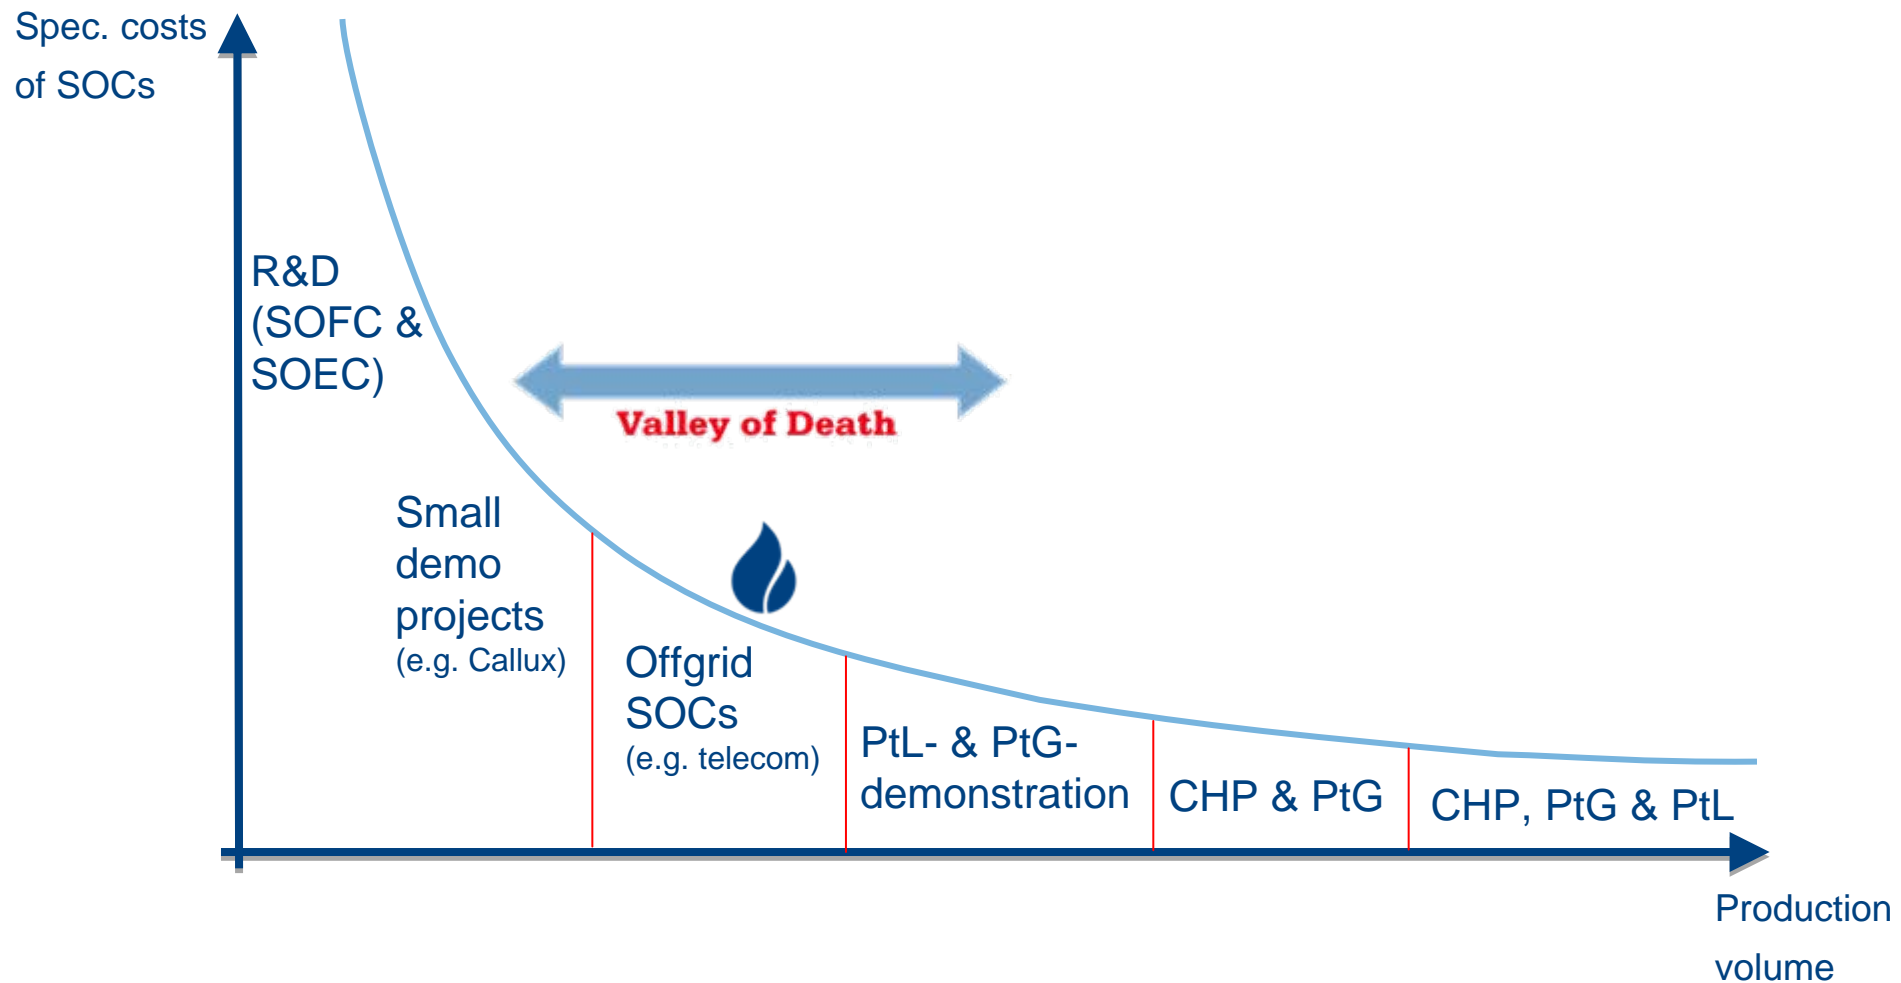 Spec. costs
of SOCs
R&D
(SOFC &
SOEC)
Valley of Death
Small
demo
projects
(e.g. Callux)
Offgrid
SOCs
(e.g. telecom)
PtL- & PtG-
demonstration
CHP & PtG
CHP, PtG & PtL
Production
volume